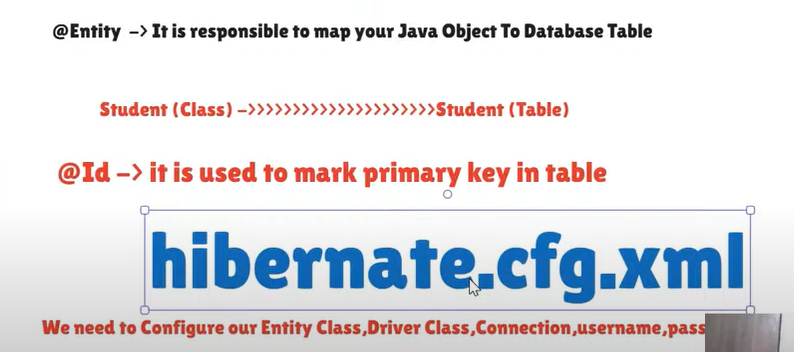 @Entity -> It is responsible to map your Java Object To Database Table
Student (Class) ->>>>>>>>>>>>>>>>>>>>>Student (Table)
@Id -> it is used to mark primary key in table
hibernate.cfg.xml
We need to Configure our Entity Class,Driver Class,Connection,username,pass